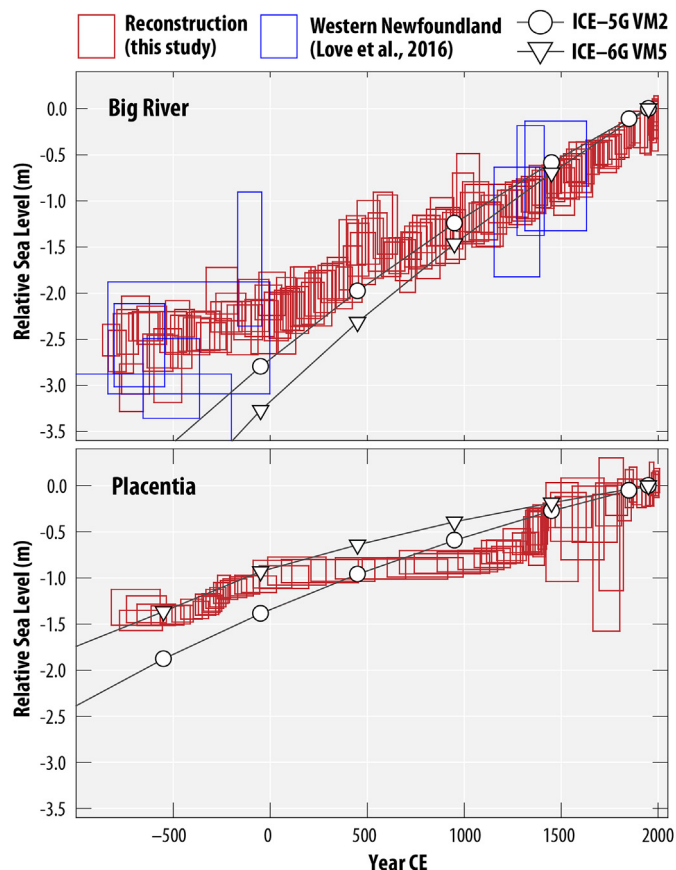 Reconstruction
(this study)
Western Newfoundland
(Love et al., 2016)
ICE–5G VM2
ICE–6G VM5
Big River
Relative Sea Level (m)
0.0
-0.5
-1.0
-1.5
-2.0
-2.5
-3.0
-3.5
Placentia
Relative Sea Level (m)
0.0
-0.5
-1.0
-1.5
-2.0
-2.5
-3.0
-3.5
−500
0
500
1000
1500
2000
Year CE